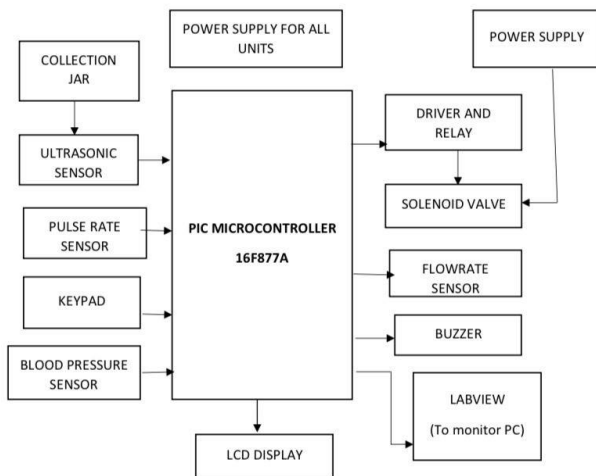 POWER SUPPLY FOR ALL
UNITS
POWER SUPPLY
COLLECTION
JAR
ULTRASONIC
SENSOR
PULSE RATE
SENSOR
KEYPAD
BLOOD PRESSURE
SENSOR
PIC MICROCONTROLLER
16F877A
DRIVER AND
RELAY
SOLENOID VALVE
FLOWRATE
SENSOR
BUZZER
LABVIEW
(To monitor PC)
LCD DISPLAY